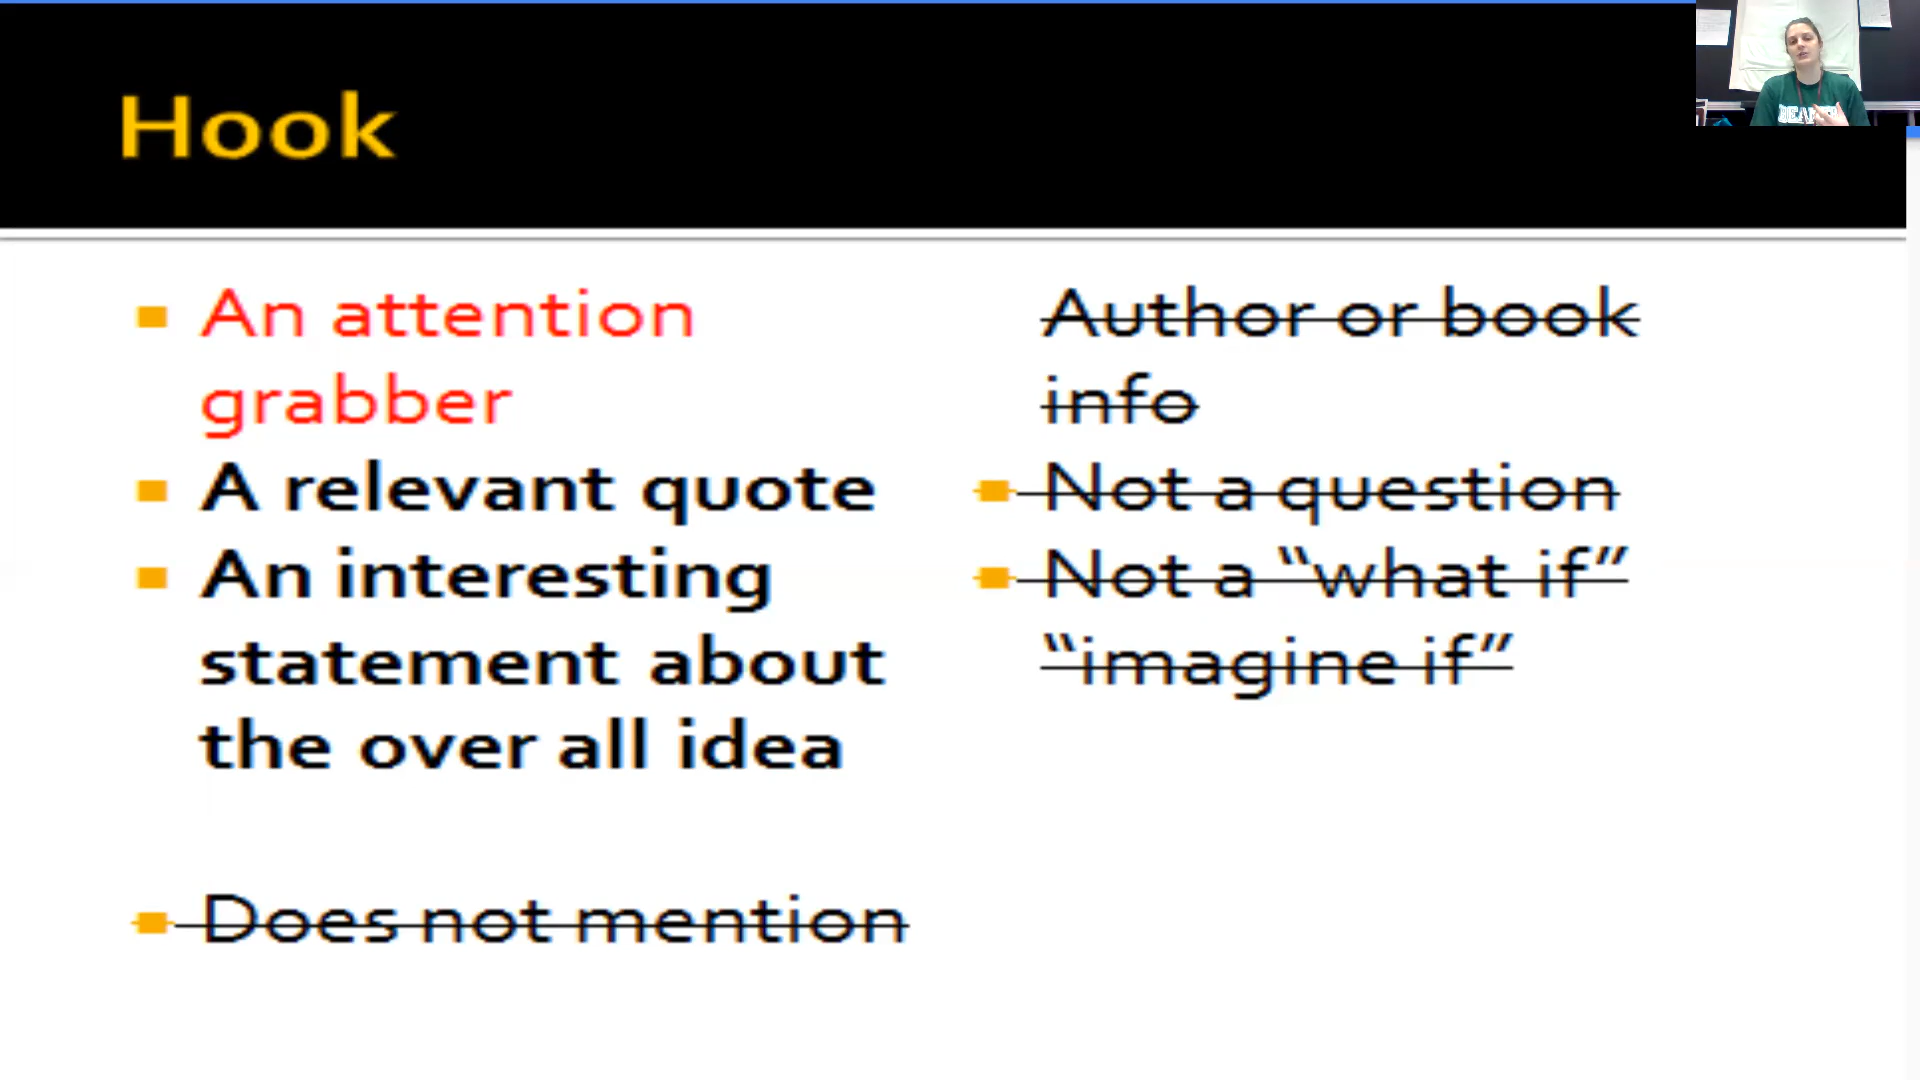 Hook
An attention
grabber
A relevant quote
An interesting
statement about
the over all idea
Does not mention
Author or book
info
Not a question
Not a “what if”
“imagine if”